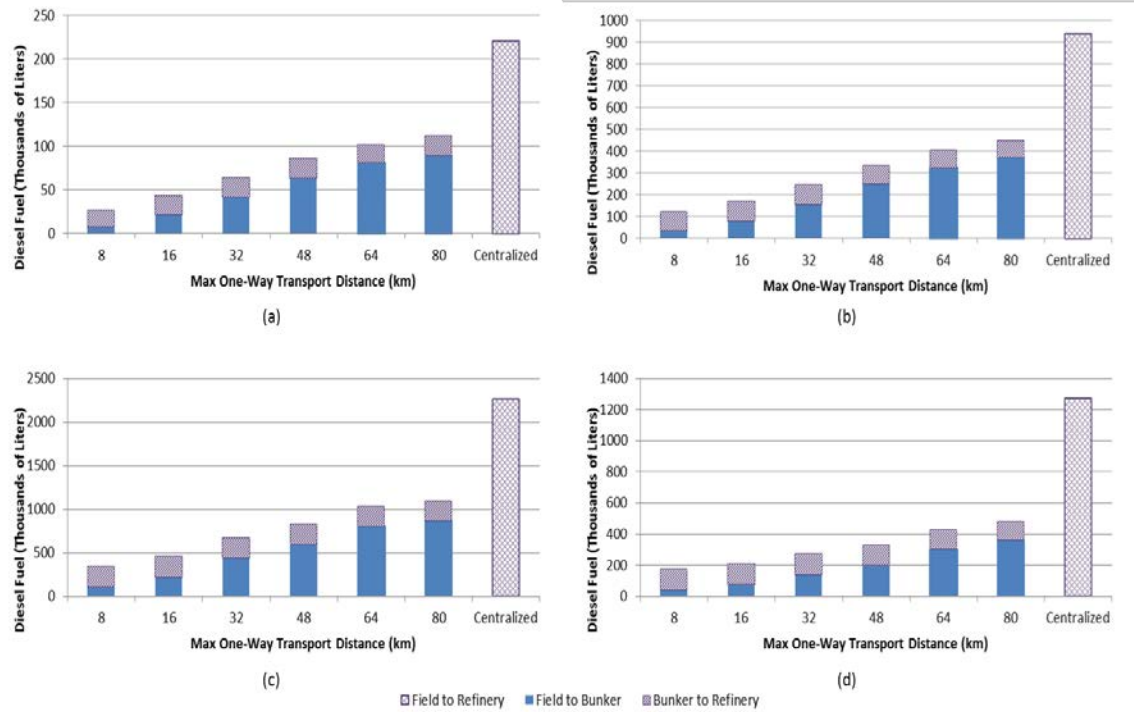 250
200
150
100
50
0
Diesel Fuel (Thousands of Liters)
8 16 32 48 64 80 Centralized
Max One-Way Transport Distance (km)
(a)
1000
900
800
700
600
500
400
300
200
100
0
Diesel Fuel (Thousands of Liters)
8 16 32 48 64 80 Centralized
Max One-Way Transport Distance (km)
(b)
2500
2000
1500
1000
500
0
Diesel Fuel (Thousands of Liters)
8 16 32 48 64 80 Centralized
Max One-Way Transport Distance (km)
(c)
1400
1200
1000
800
600
400
200
0
Diesel Fuel (Thousands of Liters)
8 16 32 48 64 80 Centralized
Max One-Way Transport Distance (km)
(d)
Field to Refinery Field to Bunker Bunker to Refinery